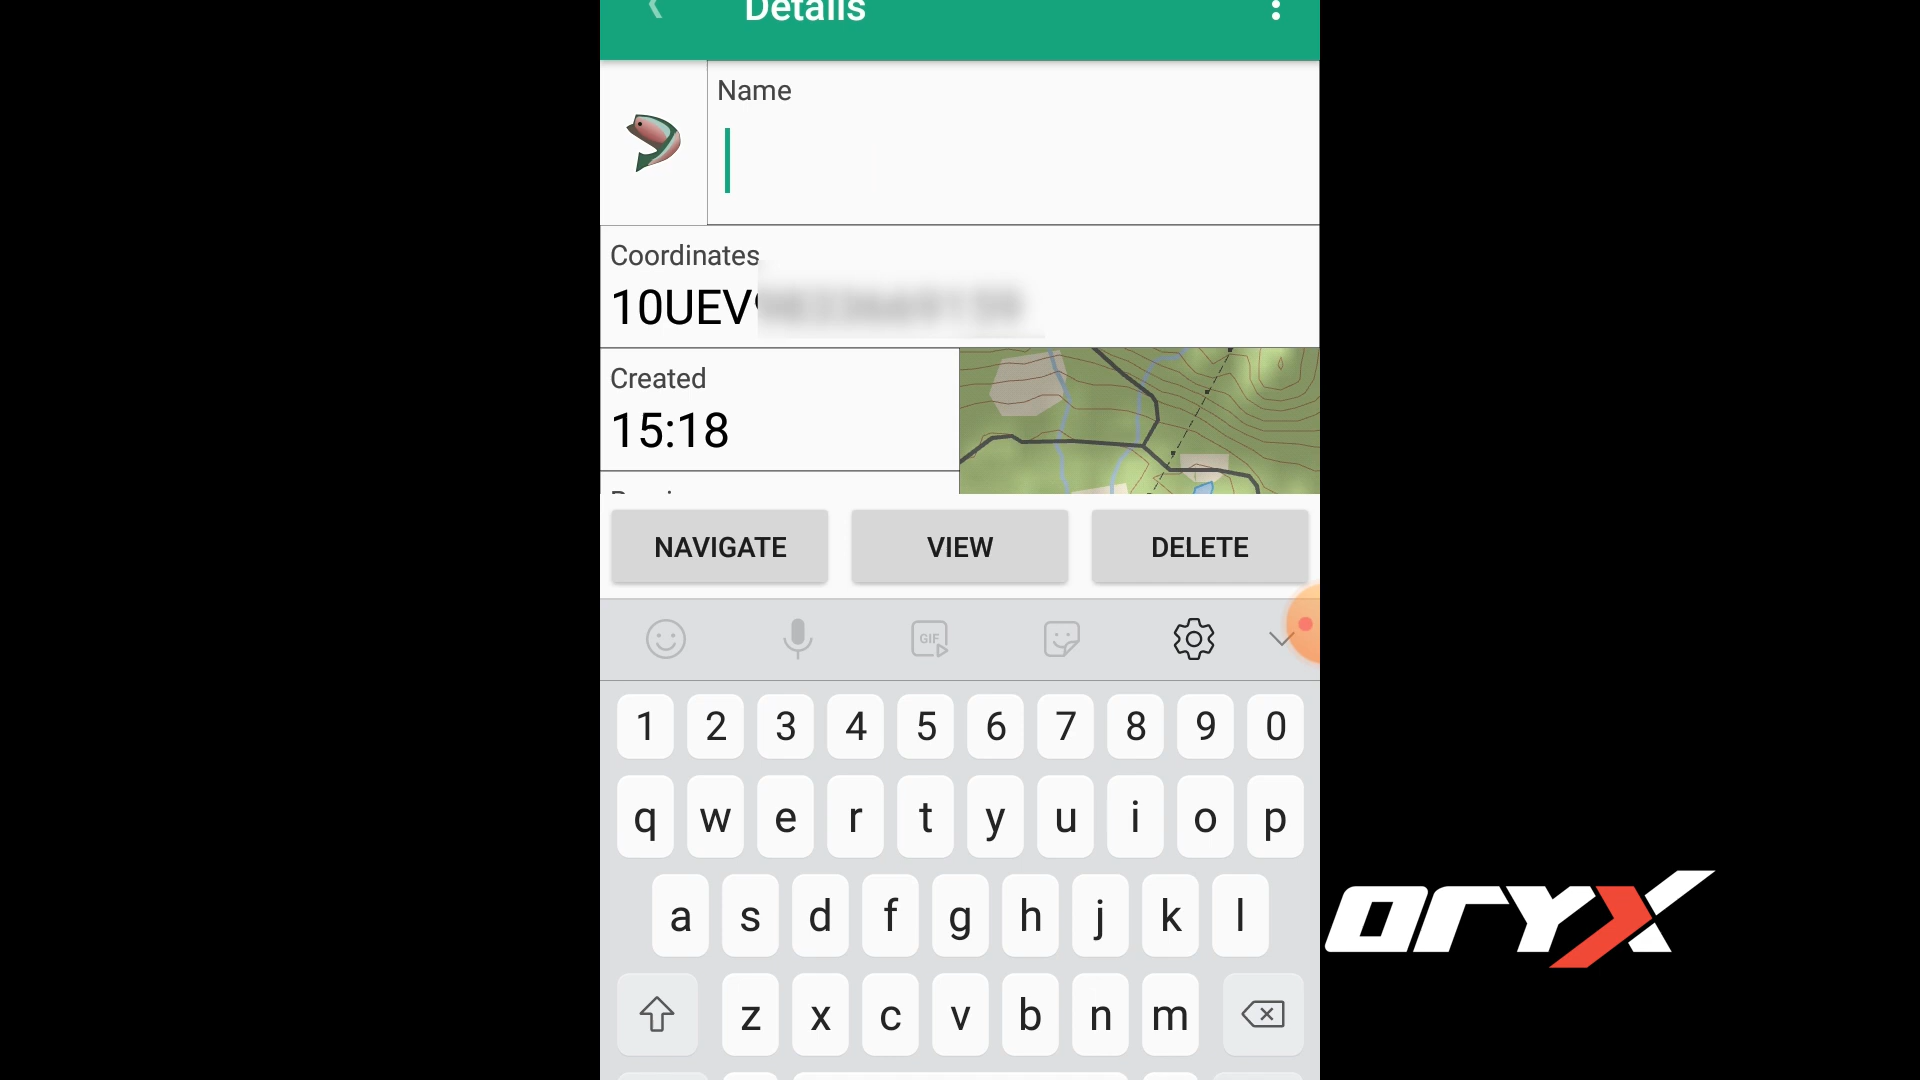 Details
Name
Coordinates
10UEV
Created
15:18
NAVIGATE
VIEW
DELETE
GIF
1 2 3 4 5 6 7 8 9 0
q w e r t y u i o p
a s d f g h j k l
z x c v b n m
oryx